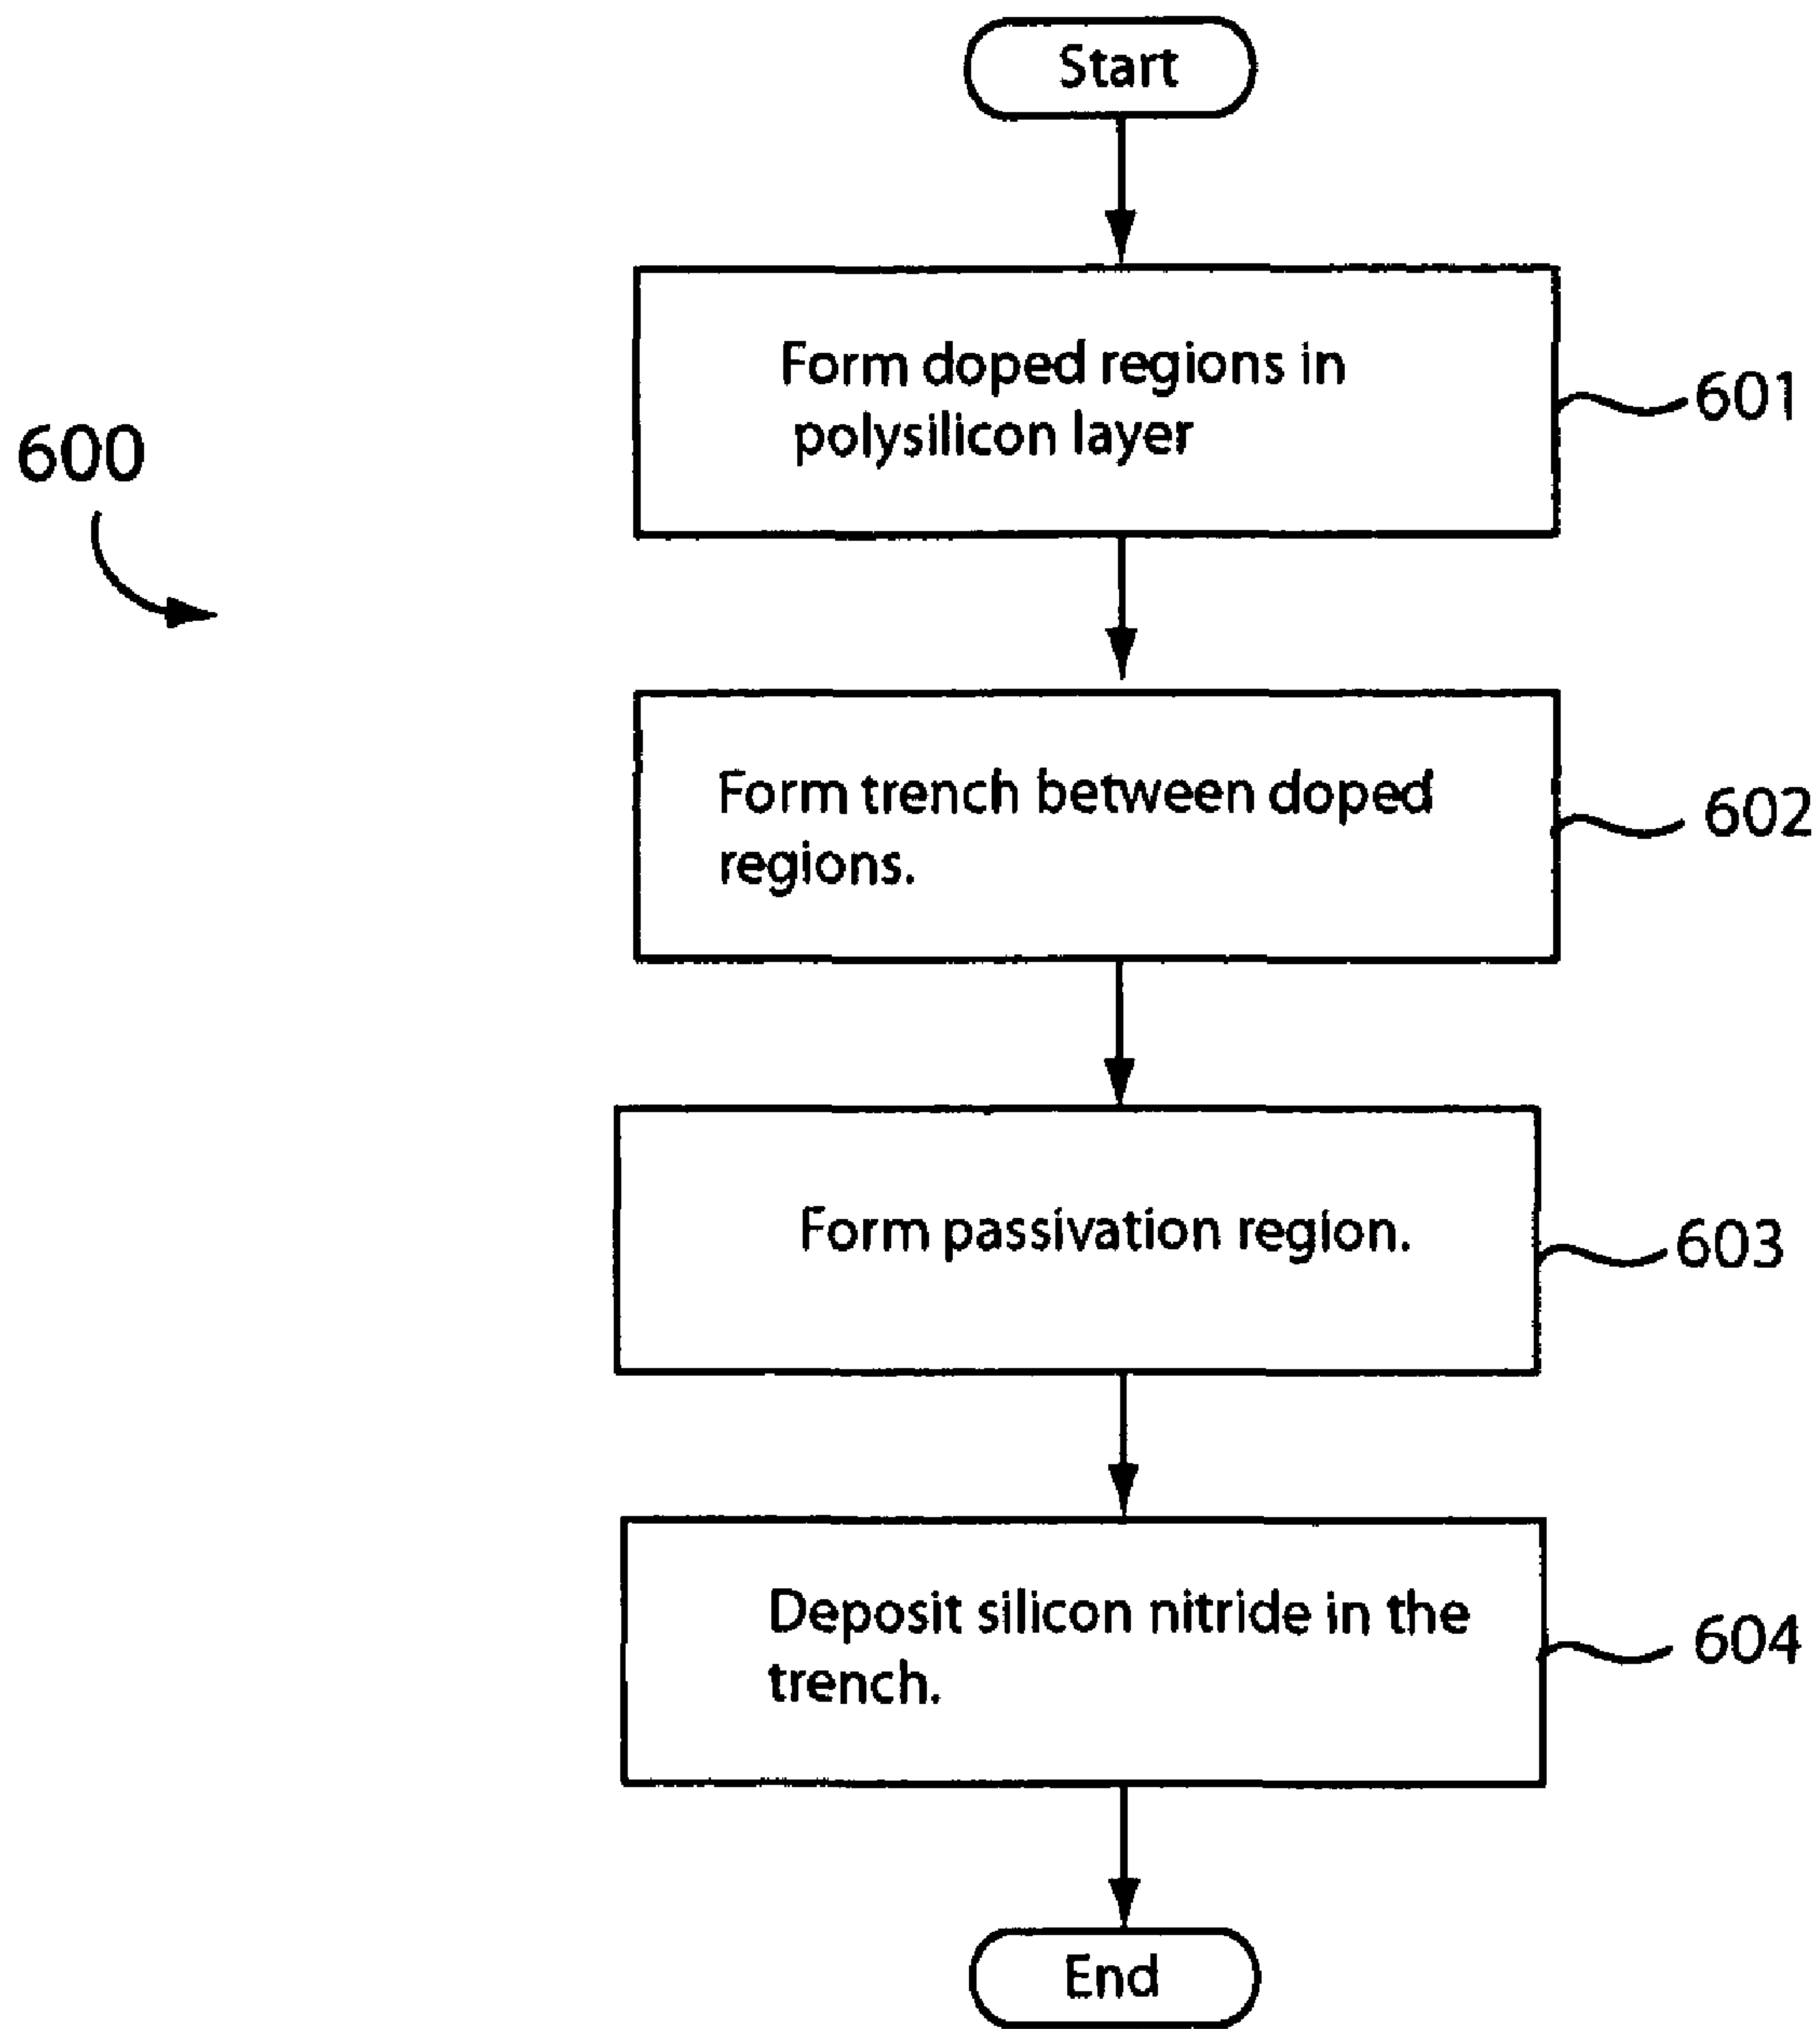 Start
Form doped regions in
polysilicon layer
601
600
Form trench between doped
regions.
602
Form passivation region.
603
Deposit silicon nitride in the
trench.
604
End